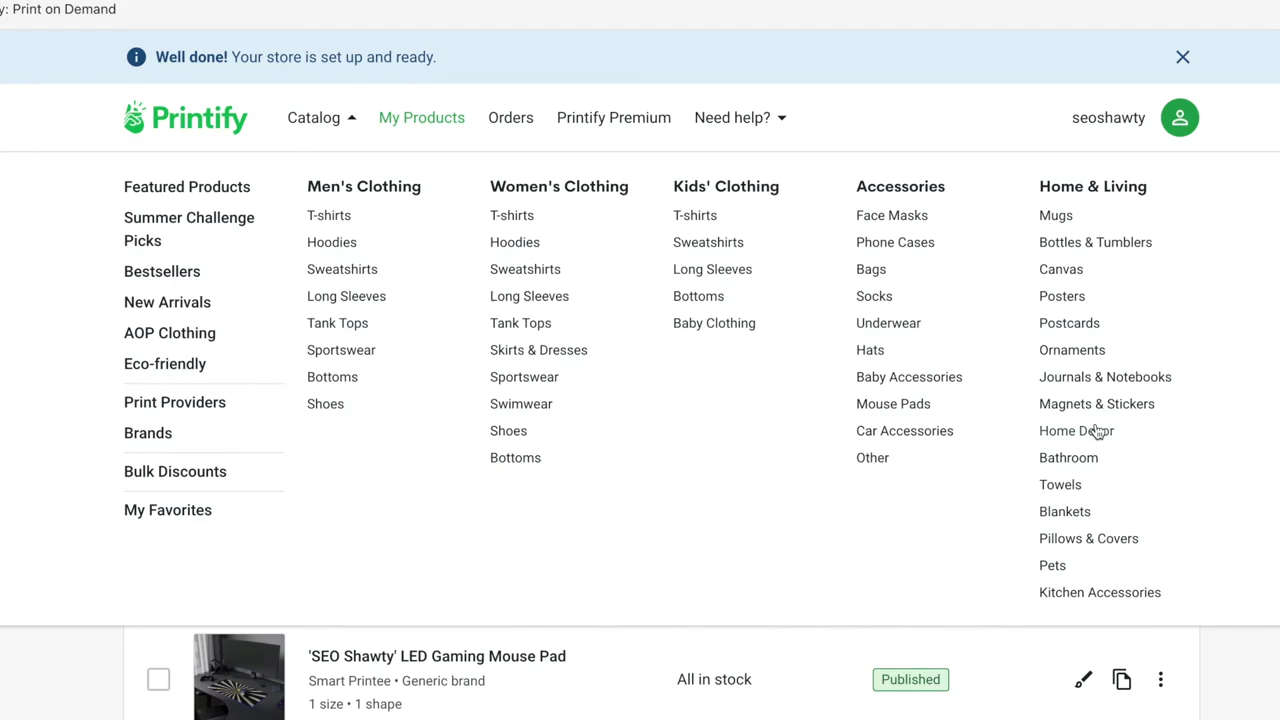 y: Print on Demand
Well done! Your store is set up and ready.
Printify
Catalog
My Products
Orders
Printify Premium
Need help?
seoshawty
Featured Products
Summer Challenge
Picks
Bestsellers
New Arrivals
AOP Clothing
Eco-friendly
Print Providers
Brands
Bulk Discounts
My Favorites
Men's Clothing
T-shirts
Hoodies
Sweatshirts
Long Sleeves
Tank Tops
Sportswear
Bottoms
Shoes
Women's Clothing
T-shirts
Hoodies
Sweatshirts
Long Sleeves
Tank Tops
Skirts & Dresses
Sportswear
Swimwear
Shoes
Bottoms
Kids' Clothing
T-shirts
Sweatshirts
Long Sleeves
Bottoms
Baby Clothing
Accessories
Face Masks
Phone Cases
Bags
Socks
Underwear
Hats
Baby Accessories
Mouse Pads
Car Accessories
Other
Home & Living
Mugs
Bottles & Tumblers
Canvas
Posters
Postcards
Ornaments
Journals & Notebooks
Magnets & Stickers
Home Decor
Bathroom
Towels
Blankets
Pillows & Covers
Pets
Kitchen Accessories
'SEO Shawty' LED Gaming Mouse Pad
Smart Printee • Generic brand
1 size • 1 shape
All in stock
Published